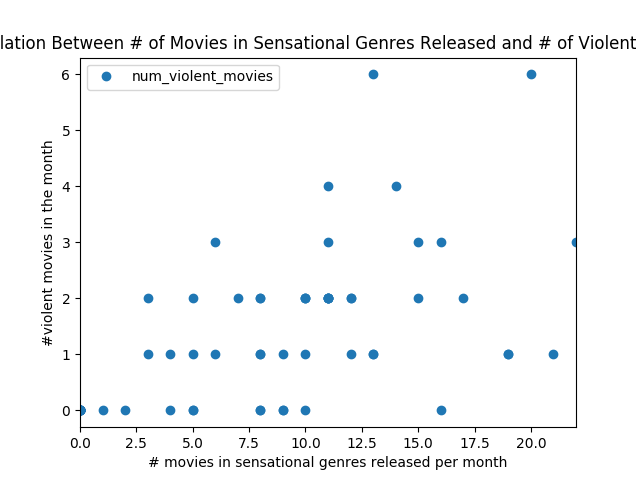 lation Between # of Movies in Sensational Genres Released and # of Violent
num_violent_movies
#violent movies in the month
6
5
4
3
2
1
0
0.0 2.5 5.0 7.5 10.0 12.5 15.0 17.5 20.0
# movies in sensational genres released per month